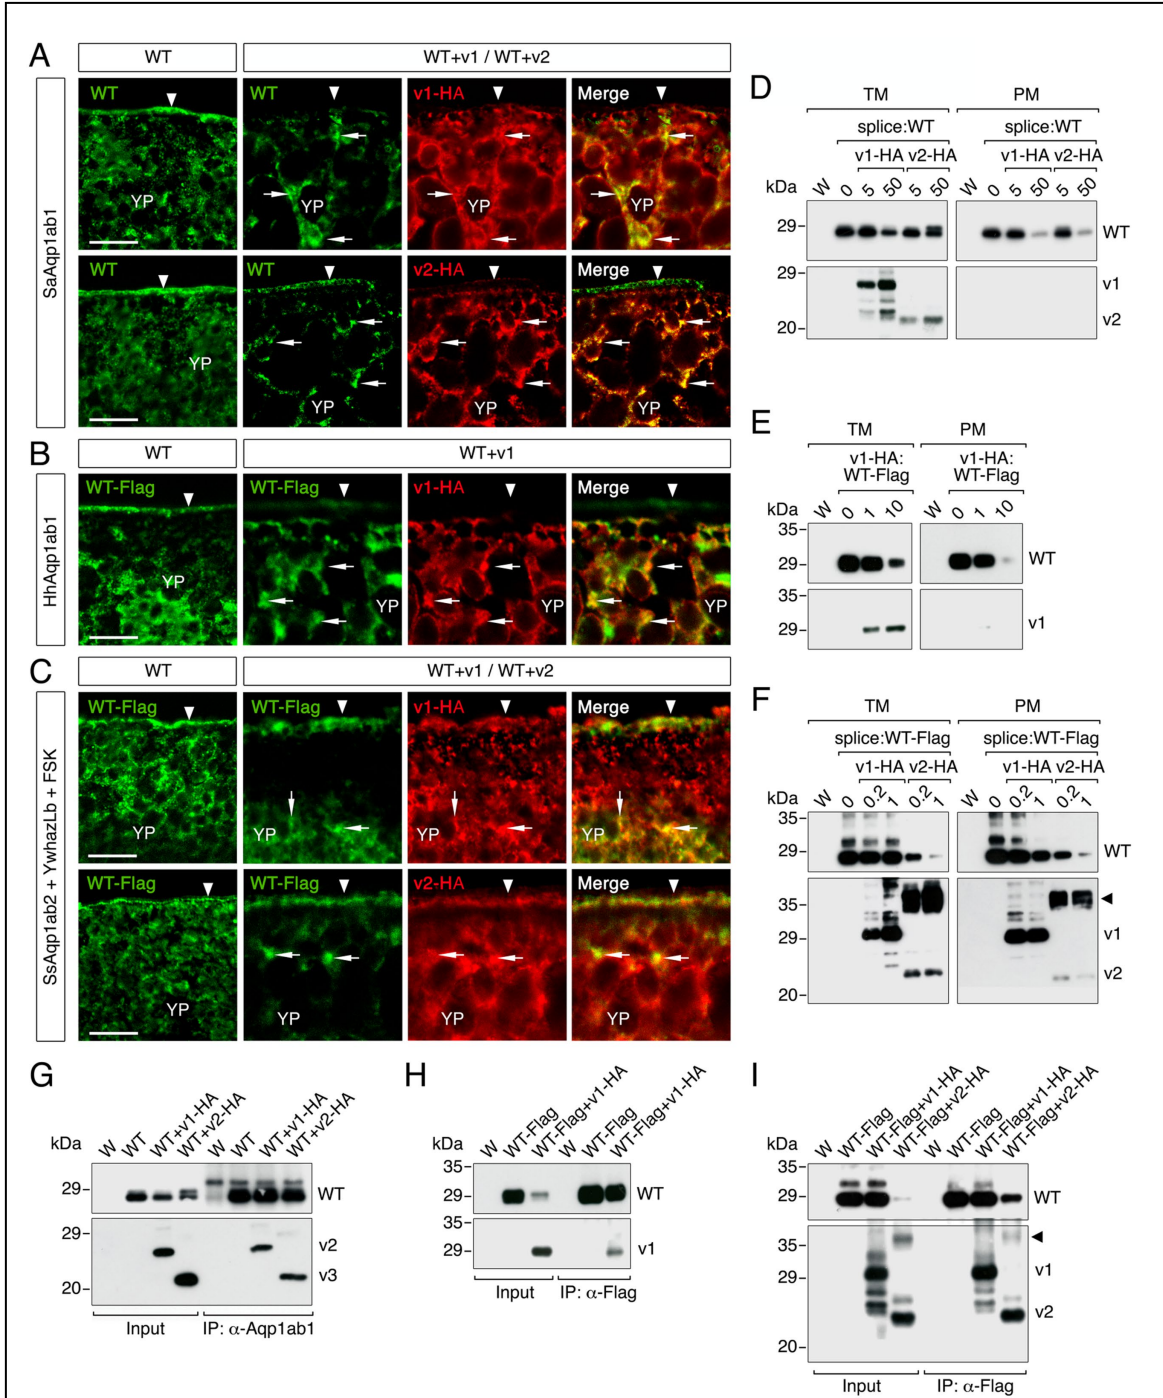 A
WT
WT+v1 / WT+v2
SaAqp1ab1
WT
YP
WT
YP
v1-HA
YP
Merge
YP
WT
YP
WT
YP
v2-HA
YP
Merge
YP
B
WT
WT+v1
HhAqp1ab1
WT-Flag
YP
WT-Flag
YP
v1-HA
YP
Merge
YP
C
WT
WT+v1 / WT+v2
SsAqp1ab2 + YwhazLb + FSK
WT-Flag
YP
WT-Flag
YP
v1-HA
YP
Merge
YP
WT-Flag
YP
WT-Flag
YP
v2-HA
YP
Merge
YP
D
TM PM
splice:WT splice:WT
v1-HA v2-HA v1-HA v2-HA
kDa W 0 5 50 5 50 W 0 5 50 5 50
29 WT
29 v1
20 v2
E
TM PM
v1-HA: v1-HA:
WT-Flag WT-Flag
kDa W 0 1 10 W 0 1 10
35
29 WT
35
29 v1
F
TM PM
splice:WT-Flag splice:WT-Flag
v1-HA v2-HA v1-HA v2-HA
kDa W 0 0.2 1 0.2 1 W 0 0.2 1 0.2 1
35
29 WT
35
29 v1
v2
20
G
kDa W WT WT+v1-HA WT+v2-HA W WT WT+v1-HA WT+v2-HA
29 WT
29 v2
20 v3
Input IP: α-Aqp1ab1
H
kDa W WT-Flag WT-Flag+v1-HA W WT-Flag WT-Flag+v1-HA
35
29 WT
35
29 v1
Input IP: α-Flag
I
kDa W WT-Flag WT-Flag+v1-HA WT-Flag+v2-HA W WT-Flag WT-Flag+v1-HA WT-Flag+v2-HA
35
29 WT
35
29 v1
v2
20
Input IP: α-Flag